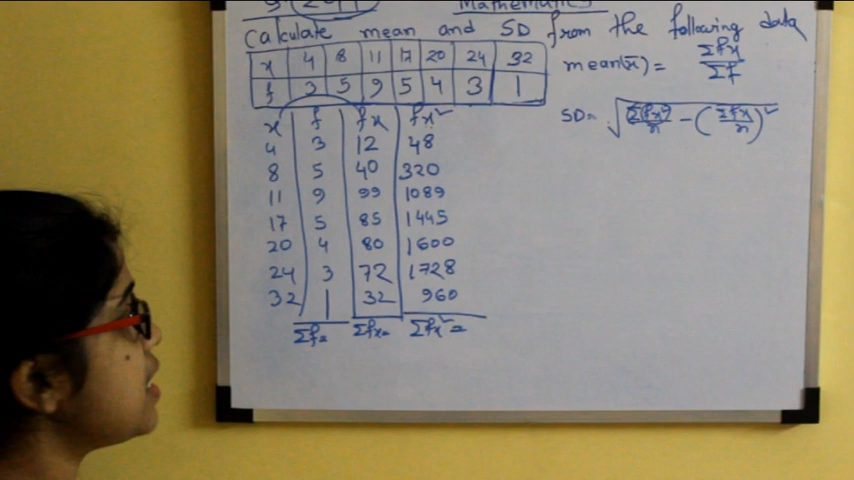 Mathematics
Calculate mean and SD from the following data
x 4 8 11 17 20 24 32
f 3 5 9 5 4 3 1
mean(x̄) = Σfx / Σf
SD = √(Σfx²/n - (Σfx/n)²)
x f fx fx²
4 3 12 48
8 5 40 320
11 9 99 1089
17 5 85 1445
20 4 80 1600
24 3 72 1728
32 1 32 960
Σf= Σfx= Σfx²=